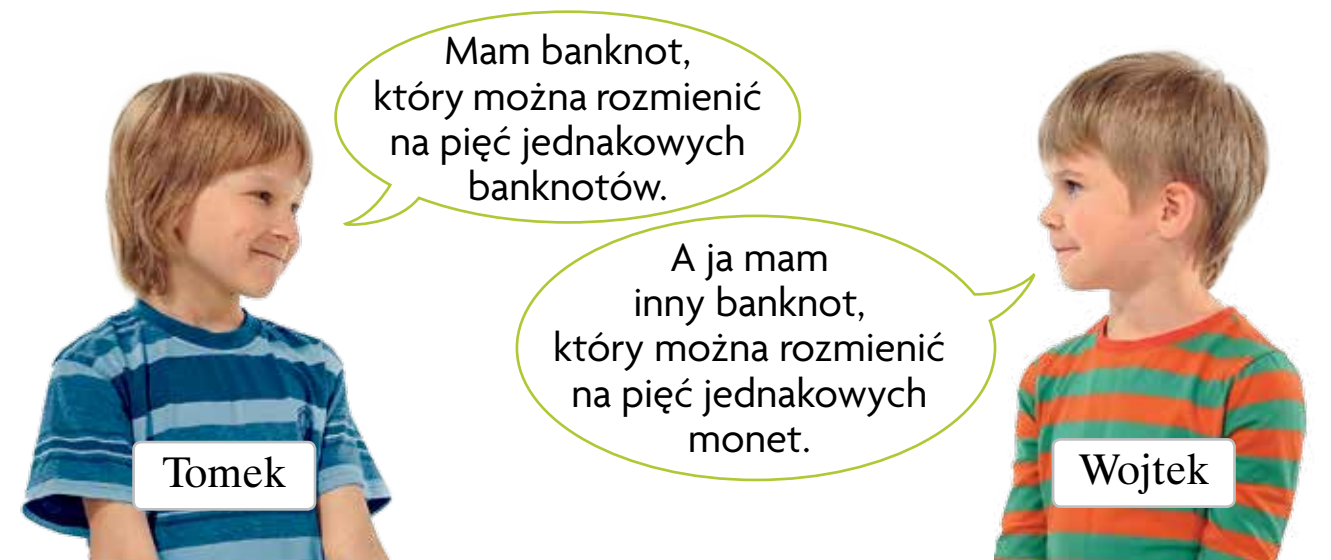 Mam banknot,
który można rozmienić
na pięć jednakowych
banknotów.
A ja mam
inny banknot,
który można rozmienić
na pięć jednakowych
monet.
Tomek
Wojtek